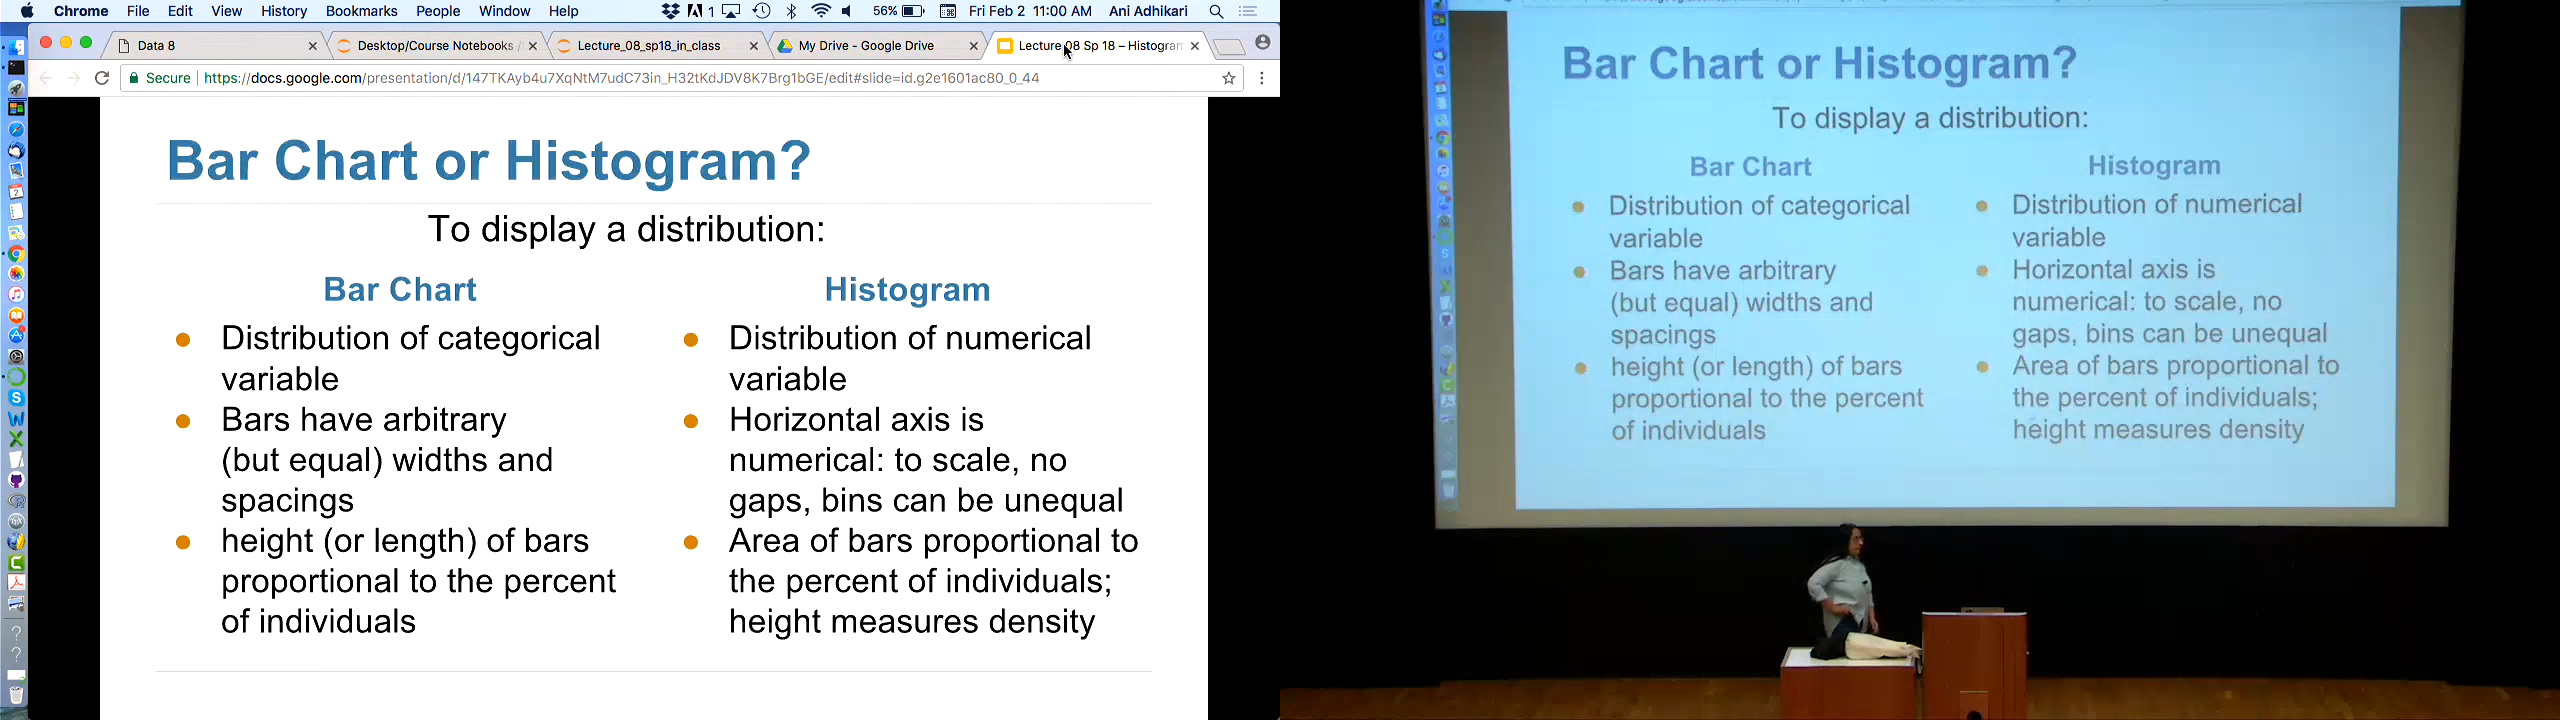 Chrome File Edit View History Bookmarks People Window Help 1 56% Fri Feb 2 11:00 AM Ani Adhikari
Data 8 Desktop/Course Notebooks Lecture_08_sp18_in_class My Drive - Google Drive Lecture 08 Sp 18 – Histogram
Secure https://docs.google.com/presentation/d/147TKAyb4u7XqNtM7udC73in_H32tKdJDV8K7Brg1bGE/edit#slide=id.g2e1601ac80_0_44
Bar Chart or Histogram?
To display a distribution:
Bar Chart
Distribution of categorical
variable
Bars have arbitrary
(but equal) widths and
spacings
height (or length) of bars
proportional to the percent
of individuals
Histogram
Distribution of numerical
variable
Horizontal axis is
numerical: to scale, no
gaps, bins can be unequal
Area of bars proportional to
the percent of individuals;
height measures density
Bar Chart or Histogram?
To display a distribution:
Bar Chart
Distribution of categorical
variable
Bars have arbitrary
(but equal) widths and
spacings
height (or length) of bars
proportional to the percent
of individuals
Histogram
Distribution of numerical
variable
Horizontal axis is
numerical: to scale, no
gaps, bins can be unequal
Area of bars proportional to
the percent of individuals;
height measures density